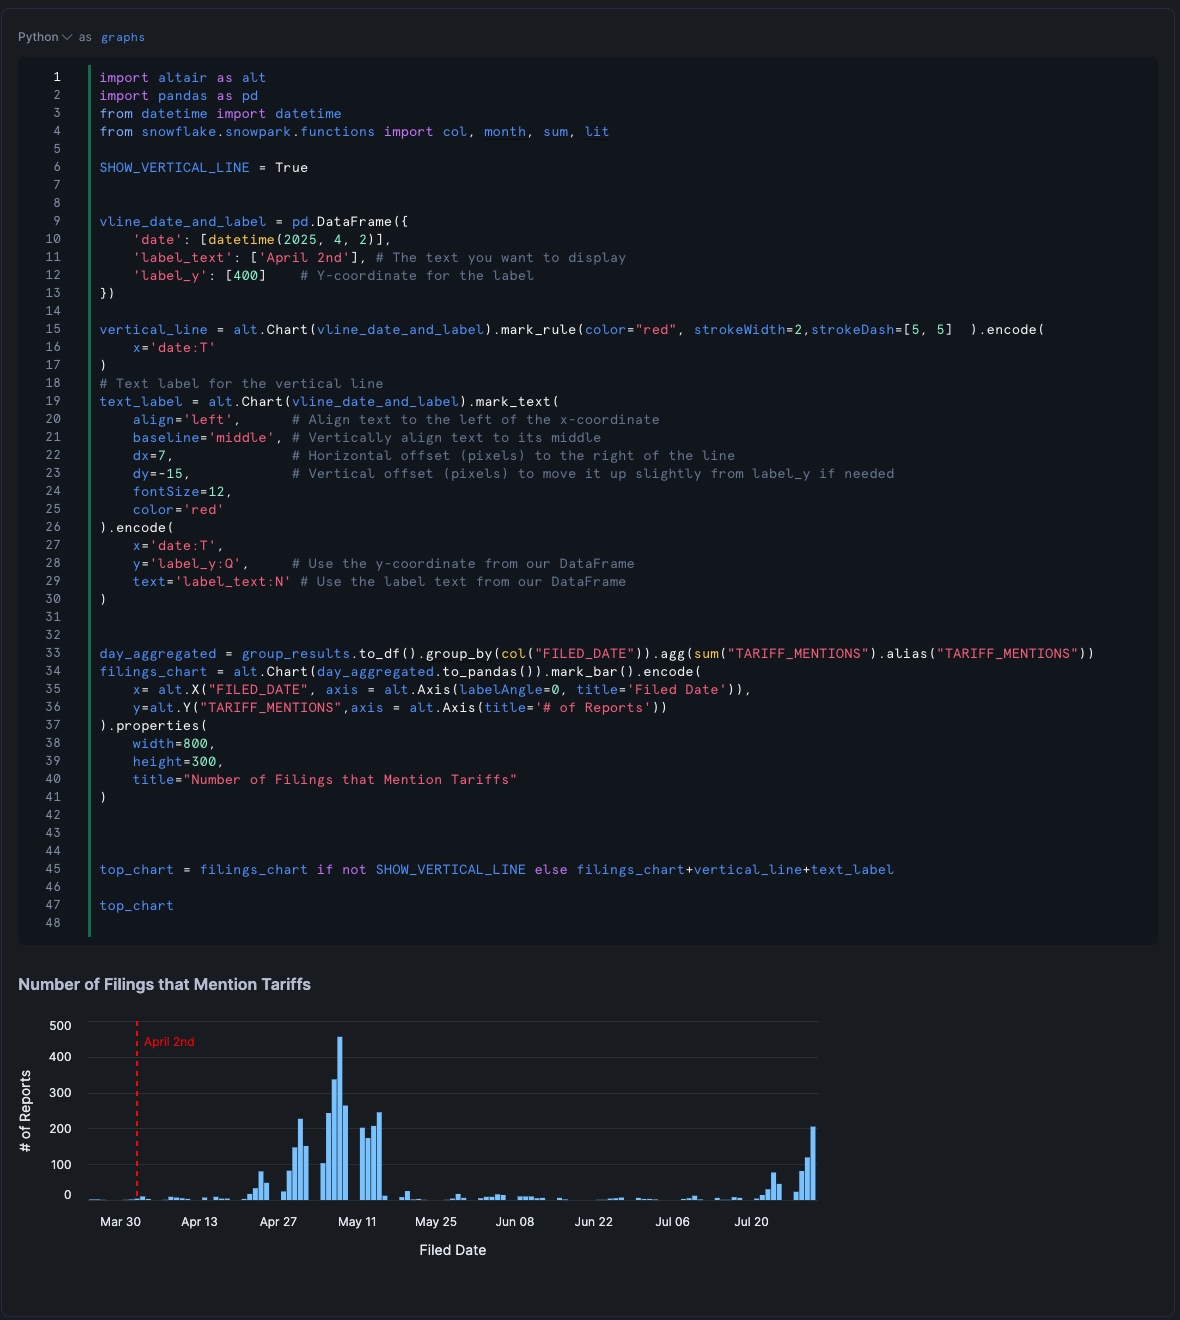 Python as graphs
1 import altair as alt
2 import pandas as pd
3 from datetime import datetime
4 from snowflake.snowpark.functions import col, month, sum, lit
5
6 SHOW_VERTICAL_LINE = True
7
8
9 vline_date_and_label = pd.DataFrame({
10     'date': [datetime(2025, 4, 2)],
11     'label_text': ['April 2nd'], # The text you want to display
12     'label_y': [400]    # Y-coordinate for the label
13 })
14
15 vertical_line = alt.Chart(vline_date_and_label).mark_rule(color="red", strokeWidth=2,strokeDash=[5, 5]  ).encode(
16     x='date:T'
17 )
18 # Text label for the vertical line
19 text_label = alt.Chart(vline_date_and_label).mark_text(
20     align='left',      # Align text to the left of the x-coordinate
21     baseline='middle', # Vertically align text to its middle
22     dx=7,              # Horizontal offset (pixels) to the right of the line
23     dy=-15,            # Vertical offset (pixels) to move it up slightly from label_y if needed
24     fontSize=12,
25     color='red'
26 ).encode(
27     x='date:T',
28     y='label_y:Q',     # Use the y-coordinate from our DataFrame
29     text='label_text:N' # Use the label text from our DataFrame
30 )
31
32
33 day_aggregated = group_results.to_df().group_by(col("FILED_DATE")).agg(sum("TARIFF_MENTIONS").alias("TARIFF_MENTIONS"))
34 filings_chart = alt.Chart(day_aggregated.to_pandas()).mark_bar().encode(
35     x= alt.X("FILED_DATE", axis = alt.Axis(labelAngle=0, title='Filed Date')),
36     y=alt.Y("TARIFF_MENTIONS",axis = alt.Axis(title='# of Reports'))
37 ).properties(
38     width=800,
39     height=300,
40     title="Number of Filings that Mention Tariffs"
41 )
42
43
44
45 top_chart = filings_chart if not SHOW_VERTICAL_LINE else filings_chart+vertical_line+text_label
46
47 top_chart
48
Number of Filings that Mention Tariffs
500
April 2nd
400
300
200
100
0
# of Reports
Mar 30 Apr 13 Apr 27 May 11 May 25 Jun 08 Jun 22 Jul 06 Jul 20
Filed Date